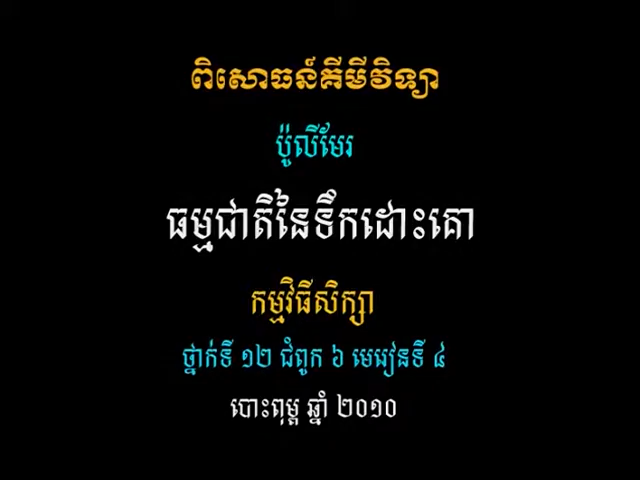 ពិសោធន៍គីមីវិទ្យា
ប៉ូលីមែរ
ធម្មជាតិនៃទឹកដោះគោ
កម្មវិធីសិក្សា
ថ្នាក់ទី ១២ ជំពូក ៦ មេរៀនទី ៤
បោះពុម្ព ឆ្នាំ ២០១០